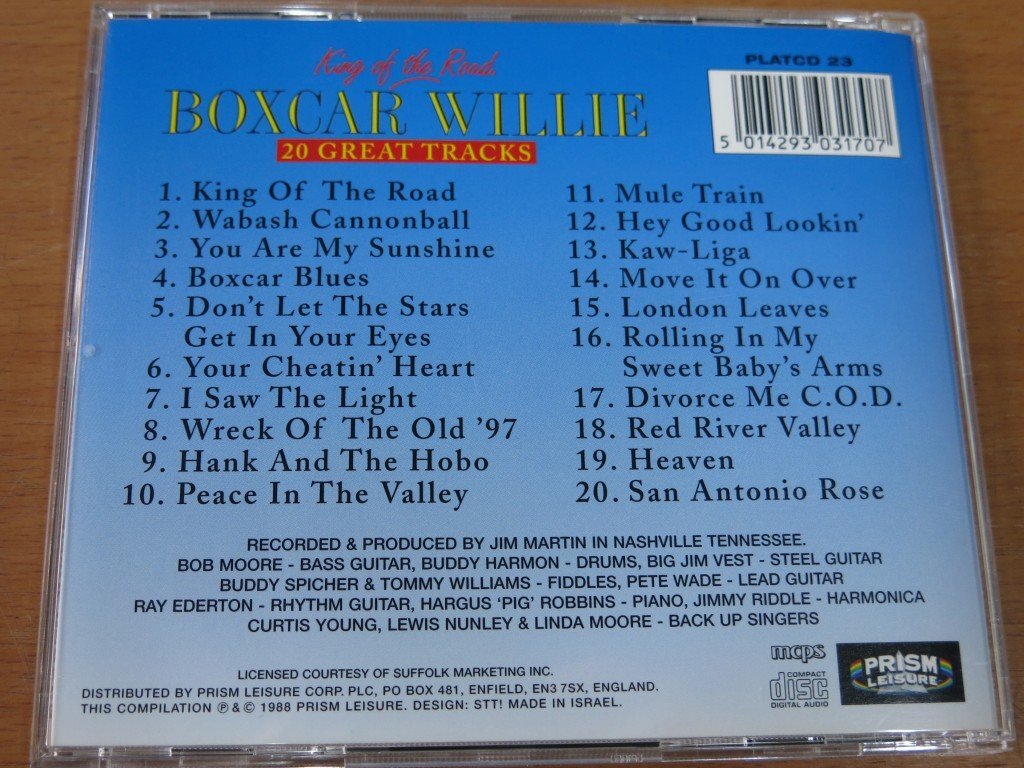 King of the Road
BOXCAR WILLIE
20 GREAT TRACKS
PLATCD 23
5 014293 031707
1. King Of The Road
2. Wabash Cannonball
3. You Are My Sunshine
4. Boxcar Blues
5. Don't Let The Stars
Get In Your Eyes
6. Your Cheatin' Heart
7. I Saw The Light
8. Wreck Of The Old '97
9. Hank And The Hobo
10. Peace In The Valley
11. Mule Train
12. Hey Good Lookin'
13. Kaw-Liga
14. Move It On Over
15. London Leaves
16. Rolling In My
Sweet Baby's Arms
17. Divorce Me C.O.D.
18. Red River Valley
19. Heaven
20. San Antonio Rose
RECORDED & PRODUCED BY JIM MARTIN IN NASHVILLE TENNESSEE.
BOB MOORE - BASS GUITAR, BUDDY HARMON - DRUMS, BIG JIM VEST - STEEL GUITAR
BUDDY SPICHER & TOMMY WILLIAMS - FIDDLES, PETE WADE - LEAD GUITAR
RAY EDERTON - RHYTHM GUITAR, HARGUS 'PIG' ROBBINS - PIANO, JIMMY RIDDLE - HARMONICA
CURTIS YOUNG, LEWIS NUNLEY & LINDA MOORE - BACK UP SINGERS
LICENSED COURTESY OF SUFFOLK MARKETING INC.
DISTRIBUTED BY PRISM LEISURE CORP. PLC, PO BOX 481, ENFIELD, EN3 7SX, ENGLAND.
THIS COMPILATION ℗ & © 1988 PRISM LEISURE. DESIGN: STT! MADE IN ISRAEL.
mcps
COMPACT
disc
DIGITAL AUDIO
PRISM
LEISURE